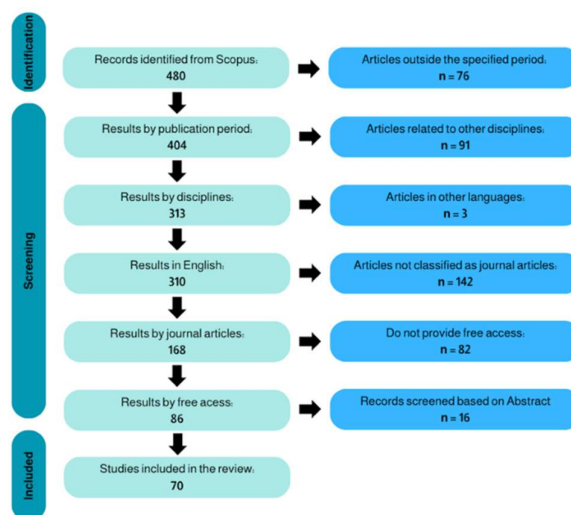 Identification
Records identified from Scopus:
480
Articles outside the specified period:
n = 76
Screening
Results by publication period:
404
Articles related to other disciplines:
n = 91
Results by disciplines:
313
Articles in other languages:
n = 3
Results in English:
310
Articles not classified as journal articles:
n = 142
Results by journal articles:
168
Do not provide free access:
n = 82
Results by free acess:
86
Records screened based on Abstract
n = 16
Included
Studies included in the review:
70